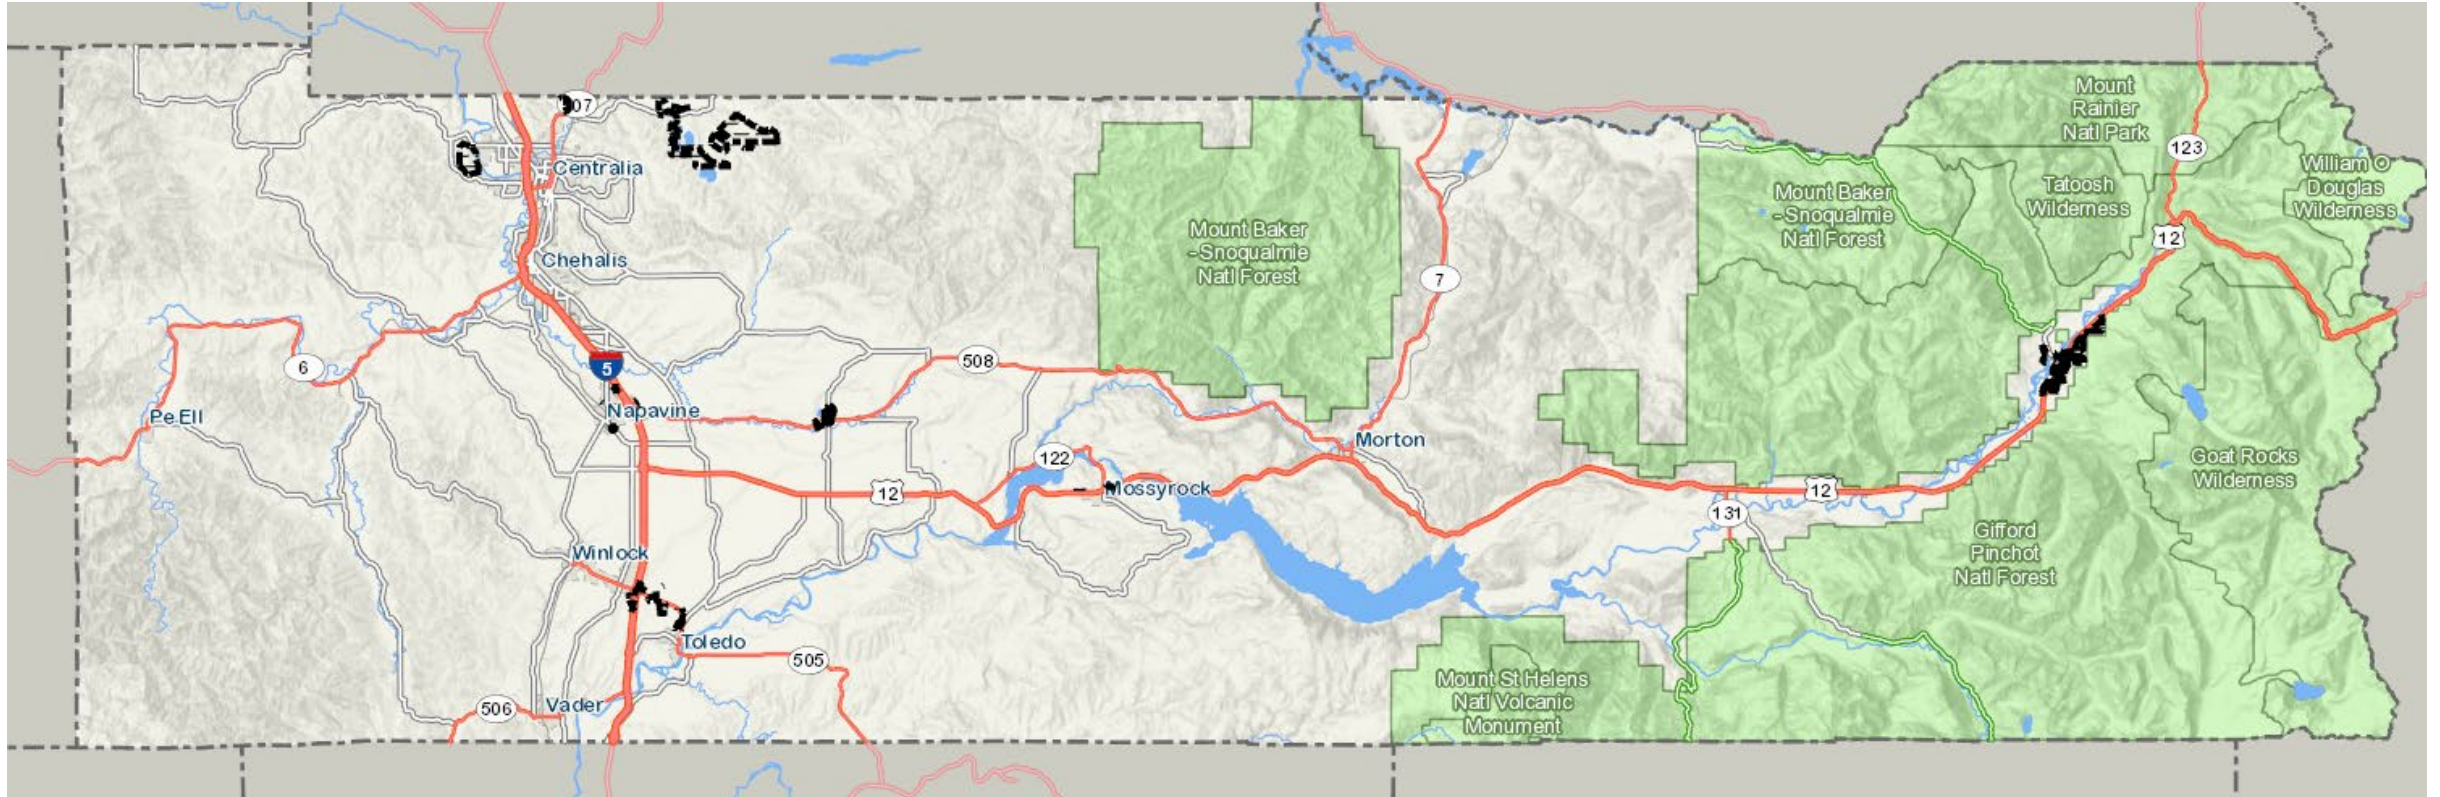 Mount
Rainier
Natl Park
07
123
Centralia
William O
Douglas
Wilderness
Mount Baker
-Snoqualmie
Natl Forest
Tatoosh
Wilderness
Mount Baker
-Snoqualmie
Natl Forest
12
Chehalis
7
6
5
508
Napavine
Pe Ell
Morton
122
Goat Rocks
Wilderness
12
Mossyrock
12
131
Winlock
Gifford
Pinchot
Natl Forest
Toledo
505
Mount St Helens
Natl Volcanic
Monument
506
Vader